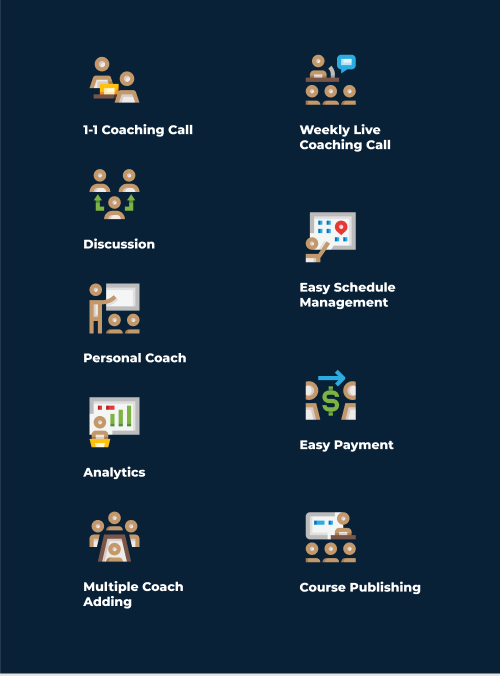 1-1 Coaching Call
Weekly Live
Coaching Call
Discussion
Easy Schedule
Management
Personal Coach
Easy Payment
Analytics
Multiple Coach
Adding
Course Publishing